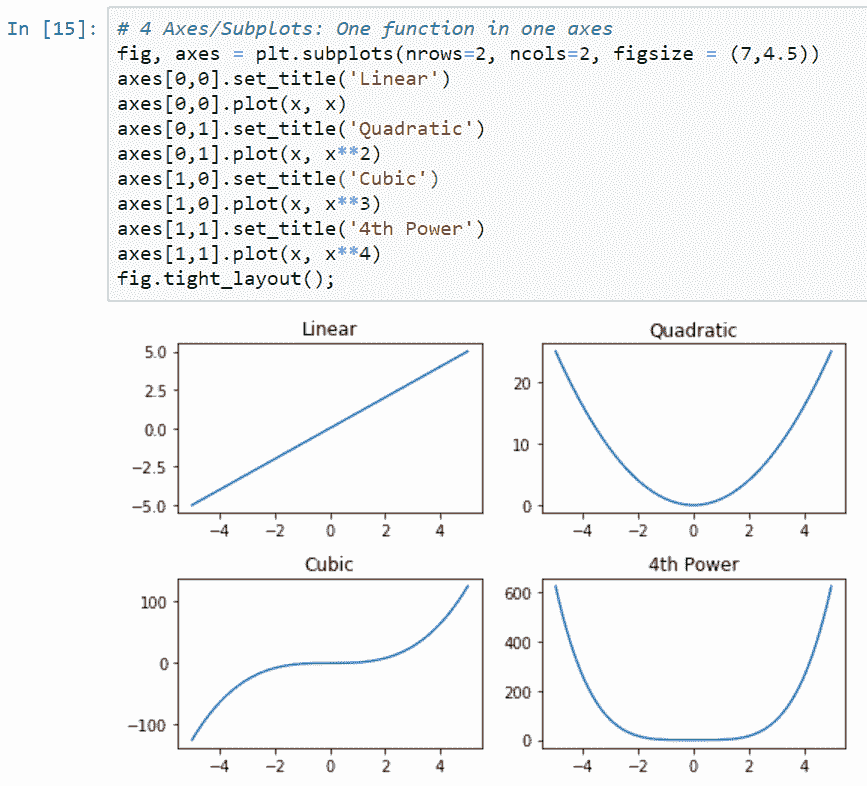 In [15]: # 4 Axes/Subplots: One function in one axes
fig, axes = plt.subplots(nrows=2, ncols=2, figsize = (7,4.5))
axes[0,0].set_title('Linear')
axes[0,0].plot(x, x)
axes[0,1].set_title('Quadratic')
axes[0,1].plot(x, x**2)
axes[1,0].set_title('Cubic')
axes[1,0].plot(x, x**3)
axes[1,1].set_title('4th Power')
axes[1,1].plot(x, x**4)
fig.tight_layout();
Linear
5.0
2.5
0.0
−2.5
−5.0
−4 −2 0 2 4
Quadratic
20
10
0
−4 −2 0 2 4
Cubic
100
0
−100
−4 −2 0 2 4
4th Power
600
400
200
0
−4 −2 0 2 4